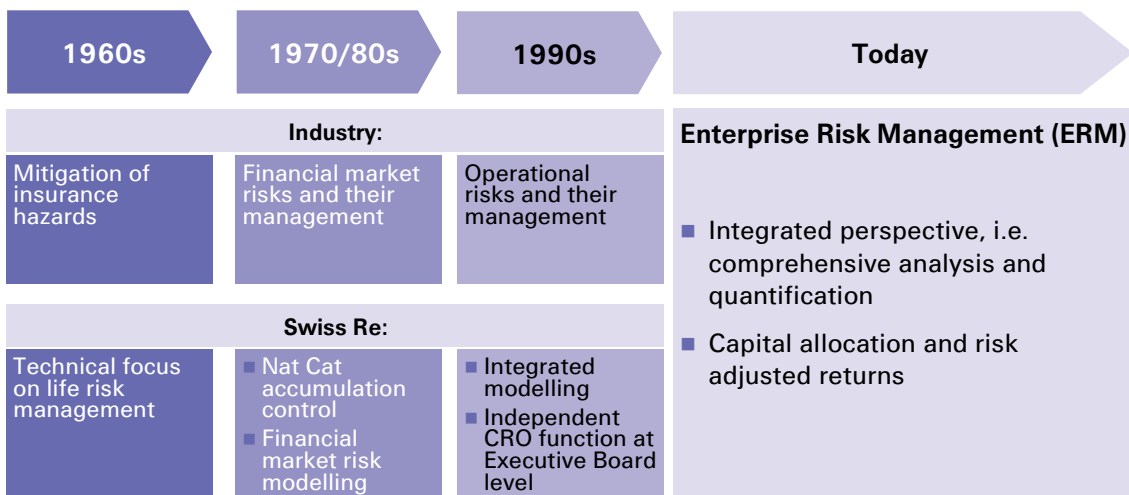 1960s
1970/80s
1990s
Today
Industry:
Mitigation of
insurance
hazards
Financial market
risks and their
management
Operational
risks and their
management
Swiss Re:
Technical focus
on life risk
management
■ Nat Cat
accumulation
control
■ Financial
market risk
modelling
■ Integrated
modelling
■ Independent
CRO function at
Executive Board
level
Enterprise Risk Management (ERM)
■ Integrated perspective, i.e.
comprehensive analysis and
quantification
■ Capital allocation and risk
adjusted returns